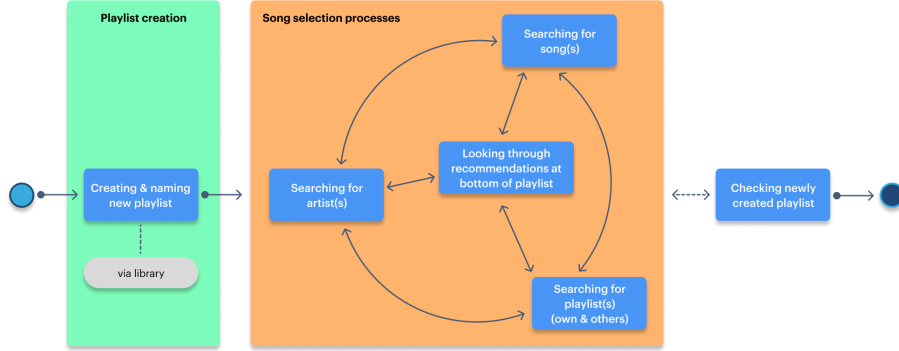 Playlist creation
Song selection processes
Searching for
song(s)
Creating & naming
new playlist
Searching for
artist(s)
Looking through
recommendations at
bottom of playlist
Checking newly
created playlist
via library
Searching for
playlist(s)
(own & others)